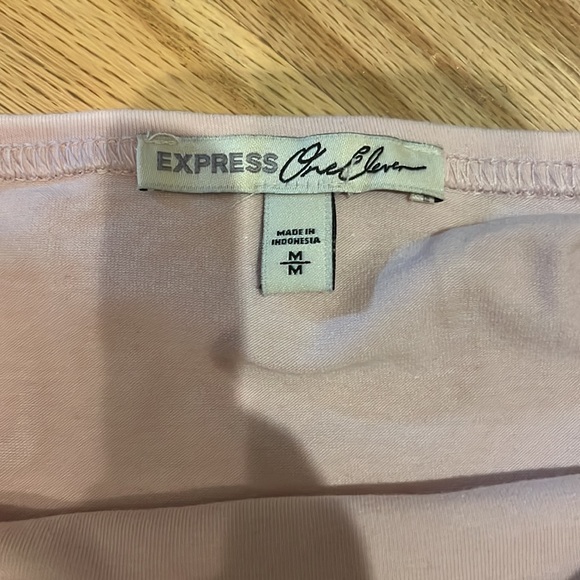 EXPRESS One Eleven
MADE IN
INDONESIA
M
M